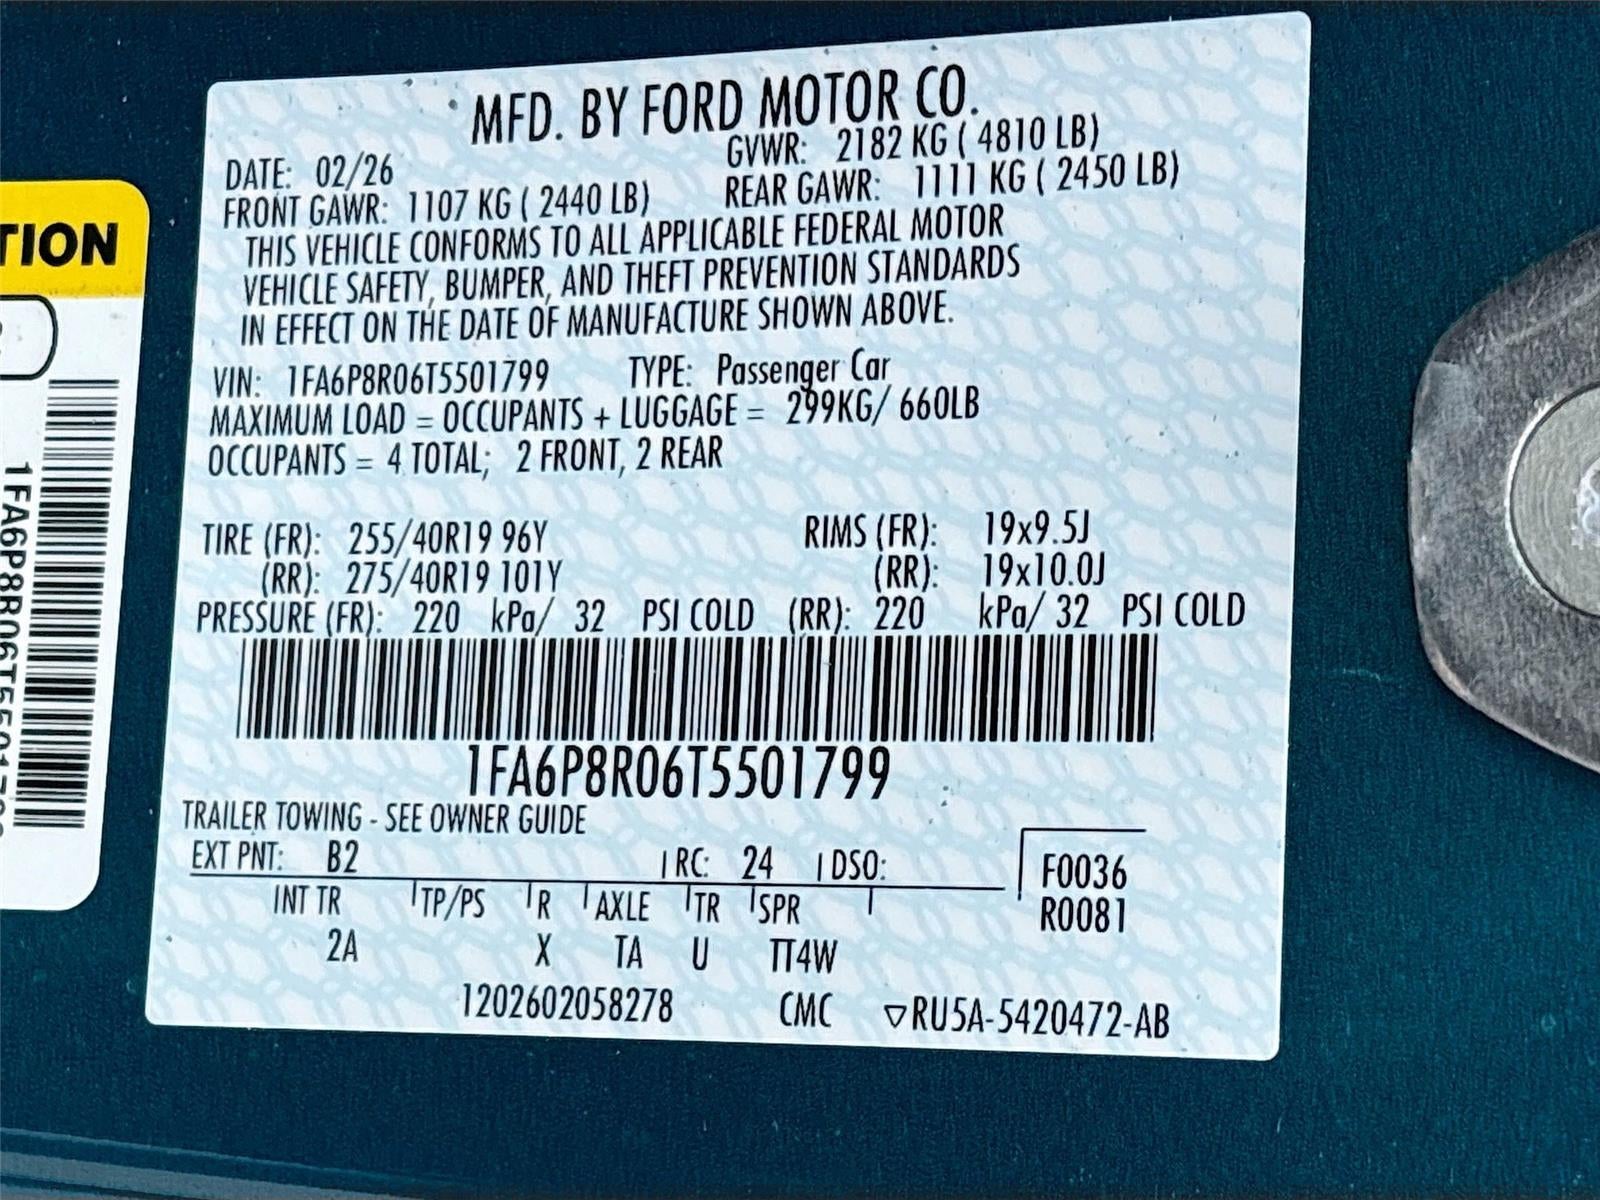 TION
1FA6P8R06T55017
MFD. BY FORD MOTOR CO.
DATE: 02/26 GVWR: 2182 KG ( 4810 LB)
FRONT GAWR: 1107 KG ( 2440 LB) REAR GAWR: 1111 KG ( 2450 LB)
THIS VEHICLE CONFORMS TO ALL APPLICABLE FEDERAL MOTOR
VEHICLE SAFETY, BUMPER, AND THEFT PREVENTION STANDARDS
IN EFFECT ON THE DATE OF MANUFACTURE SHOWN ABOVE.
VIN: 1FA6P8R06T5501799 TYPE: Passenger Car
MAXIMUM LOAD = OCCUPANTS + LUGGAGE = 299KG/ 660LB
OCCUPANTS = 4 TOTAL; 2 FRONT, 2 REAR
TIRE (FR): 255/40R19 96Y RIMS (FR): 19x9.5J
(RR): 275/40R19 101Y (RR): 19x10.0J
PRESSURE (FR): 220 kPa/ 32 PSI COLD (RR): 220 kPa/ 32 PSI COLD
1FA6P8R06T5501799
TRAILER TOWING - SEE OWNER GUIDE
EXT PNT: B2 RC: 24 DSO: F0036
INT TR TP/PS R AXLE TR SPR R0081
2A X TA U TT4W
1202602058278 CMC ▽RU5A-5420472-AB